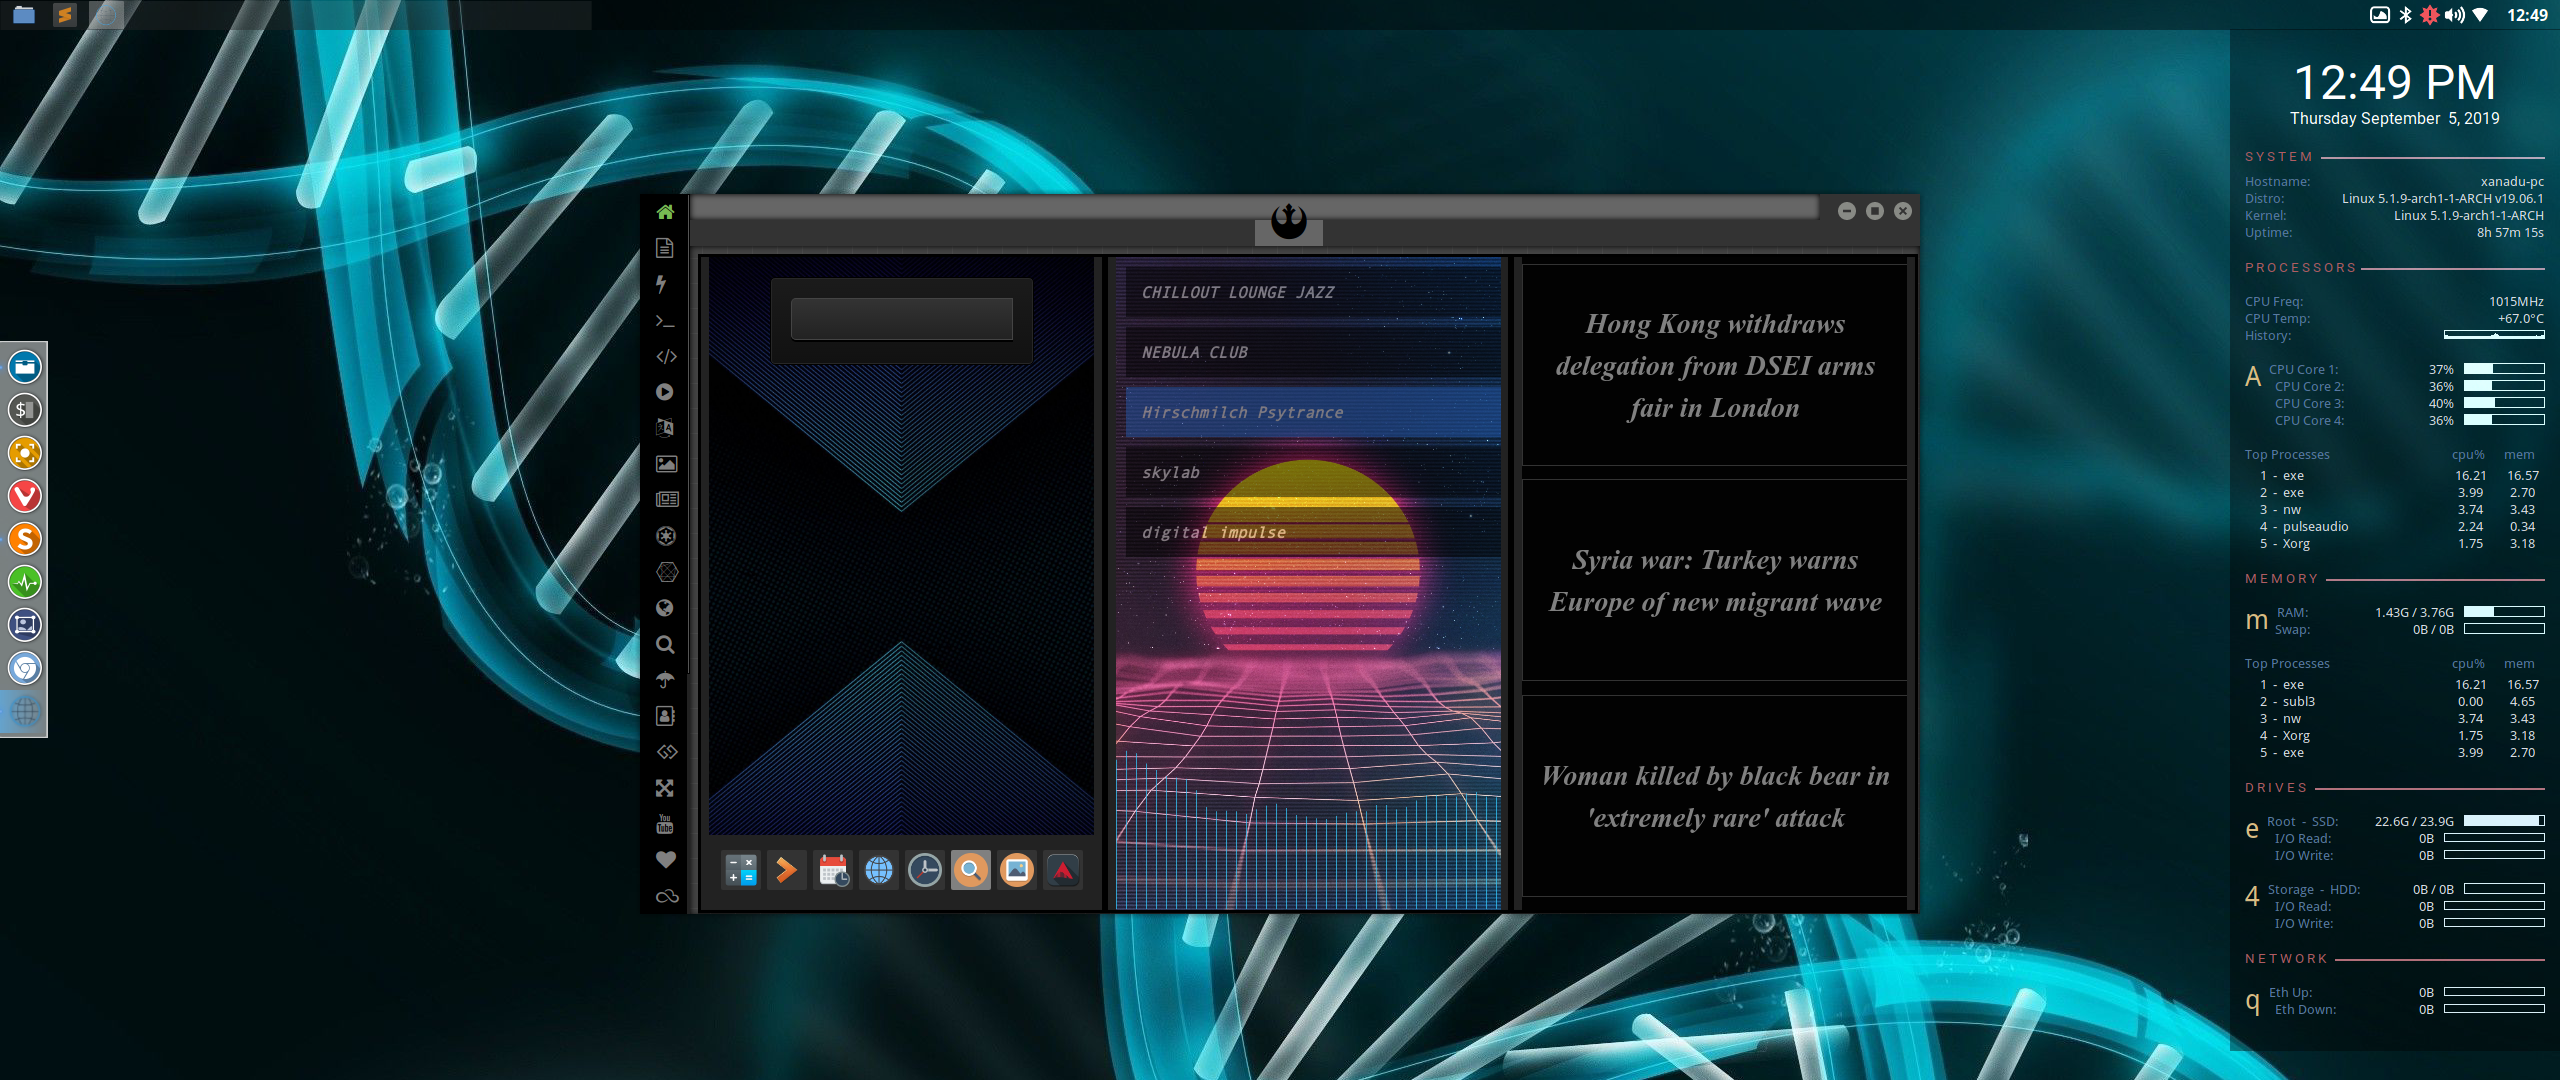 12:49
CHILLOUT LOUNGE JAZZ
NEBULA CLUB
Hirschmilch Psytrance
skylab
digital impulse
Hong Kong withdraws
delegation from DSEI arms
fair in London
Syria war: Turkey warns
Europe of new migrant wave
Woman killed by black bear in
'extremely rare' attack
You
Tube
12:49 PM
Thursday September 5, 2019
SYSTEM
Hostname: xanadu-pc
Distro: Linux 5.1.9-arch1-1-ARCH v19.06.1
Kernel: Linux 5.1.9-arch1-1-ARCH
Uptime: 8h 57m 15s
PROCESSORS
CPU Freq: 1015MHz
CPU Temp: +67.0°C
History:
A CPU Core 1: 37%
CPU Core 2: 36%
CPU Core 3: 40%
CPU Core 4: 36%
Top Processes cpu% mem
1 - exe 16.21 16.57
2 - exe 3.99 2.70
3 - nw 3.74 3.43
4 - pulseaudio 2.24 0.34
5 - Xorg 1.75 3.18
MEMORY
m RAM: 1.43G / 3.76G
Swap: 0B / 0B
Top Processes cpu% mem
1 - exe 16.21 16.57
2 - subl3 0.00 4.65
3 - nw 3.74 3.43
4 - Xorg 1.75 3.18
5 - exe 3.99 2.70
DRIVES
e Root - SSD: 22.6G / 23.9G
I/O Read: 0B
I/O Write: 0B
4 Storage - HDD: 0B / 0B
I/O Read: 0B
I/O Write: 0B
NETWORK
q Eth Up: 0B
Eth Down: 0B